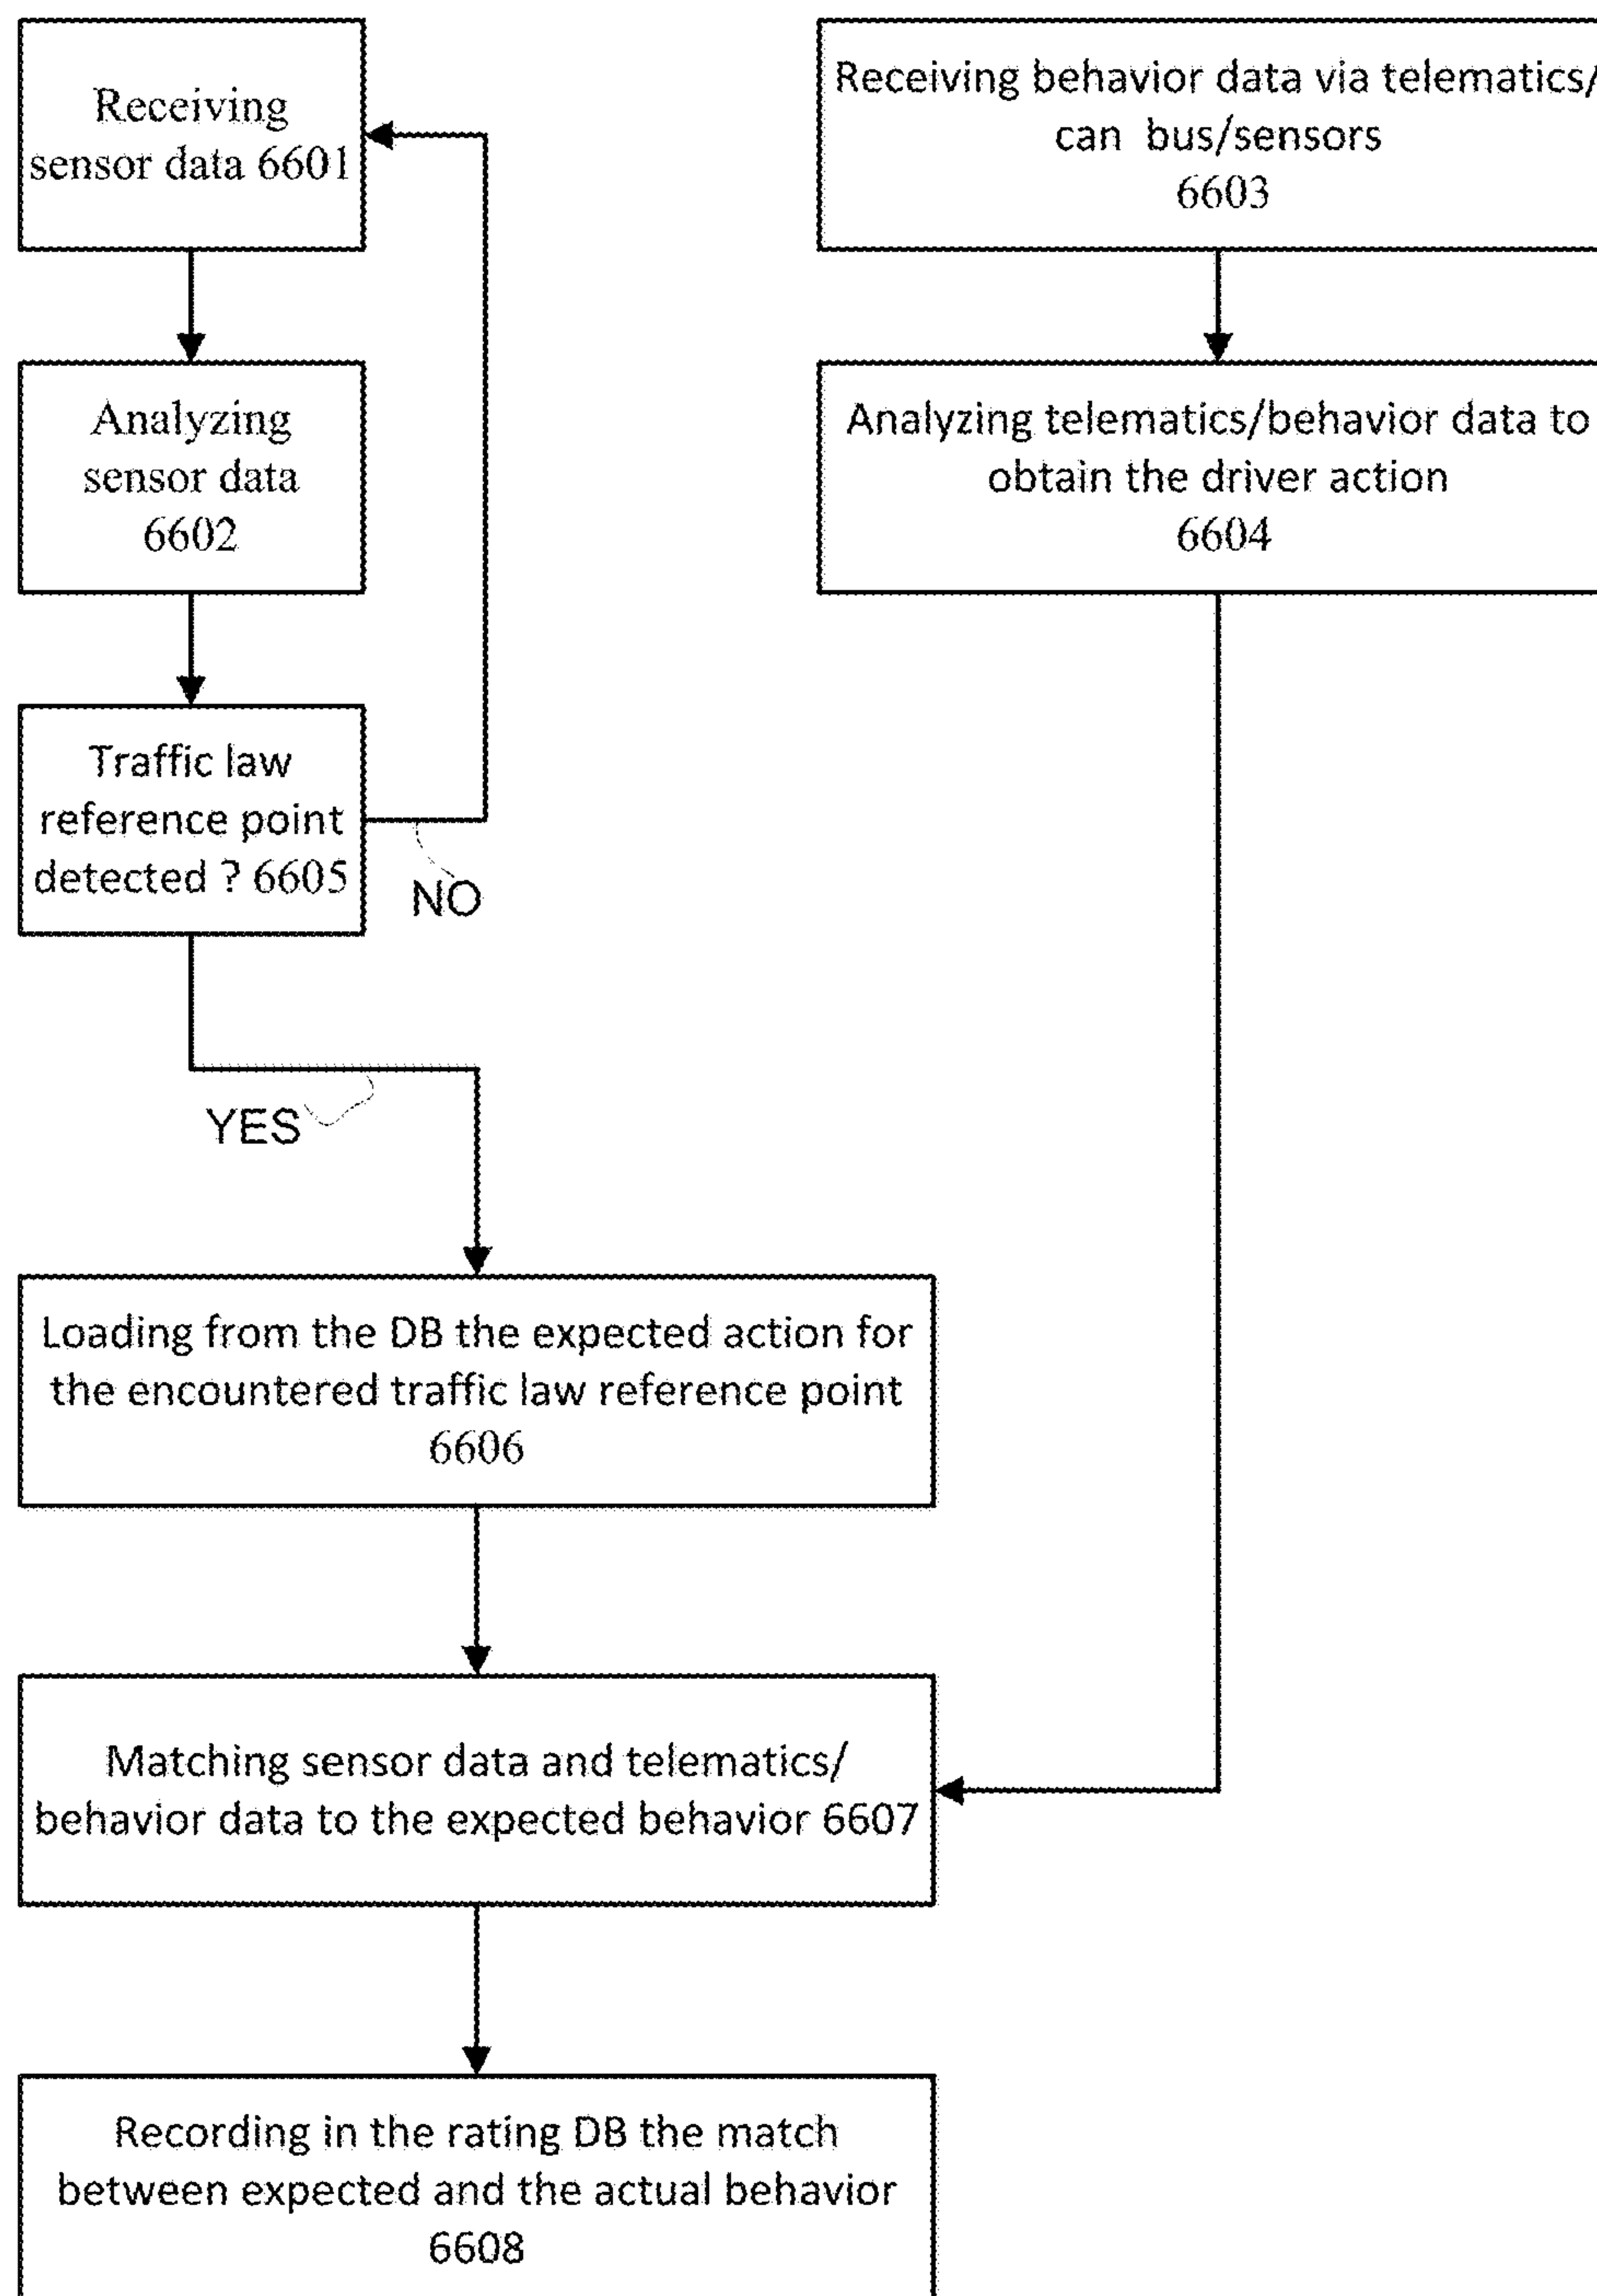 Receiving
sensor data 6601
Receiving behavior data via telematics/
can bus/sensors
6603
Analyzing
sensor data
6602
Analyzing telematics/behavior data to
obtain the driver action
6604
Traffic law
reference point
detected ? 6605
NO
YES
Loading from the DB the expected action for
the encountered traffic law reference point
6606
Matching sensor data and telematics/
behavior data to the expected behavior 6607
Recording in the rating DB the match
between expected and the actual behavior
6608